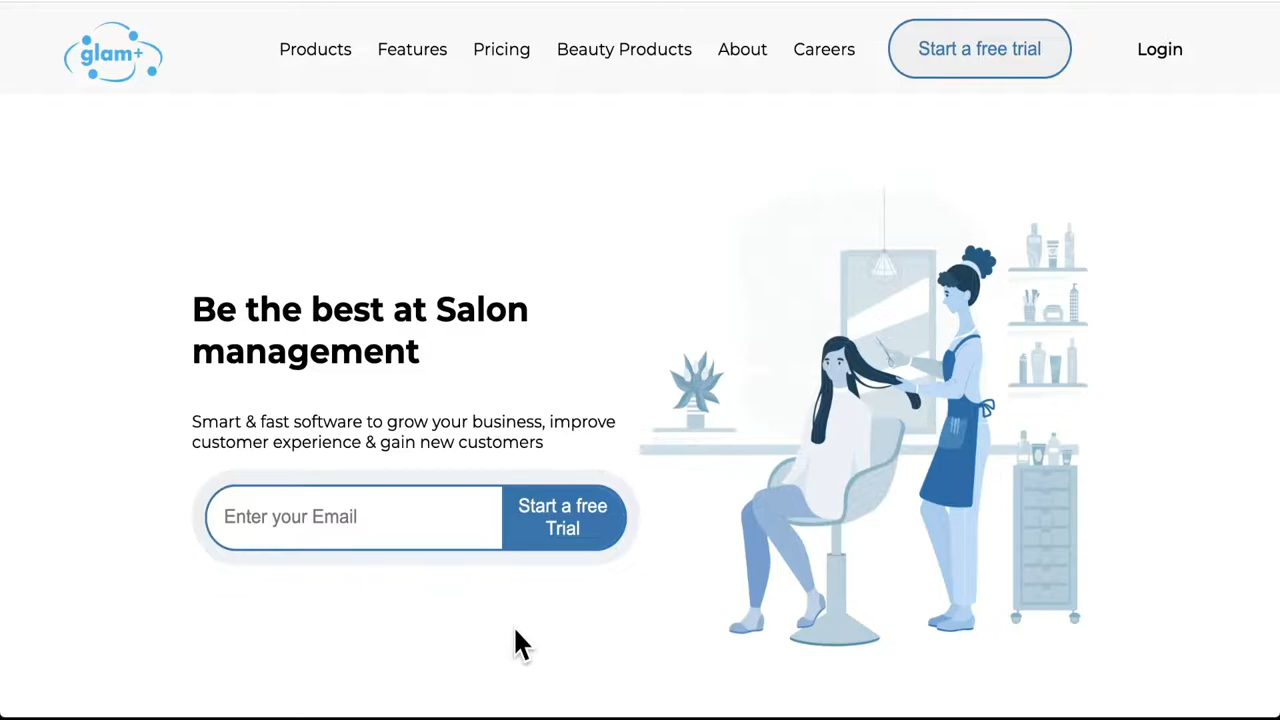 glam+
Products Features Pricing Beauty Products About Careers Start a free trial Login
Be the best at Salon
management
Smart & fast software to grow your business, improve
customer experience & gain new customers
Enter your Email
Start a free
Trial